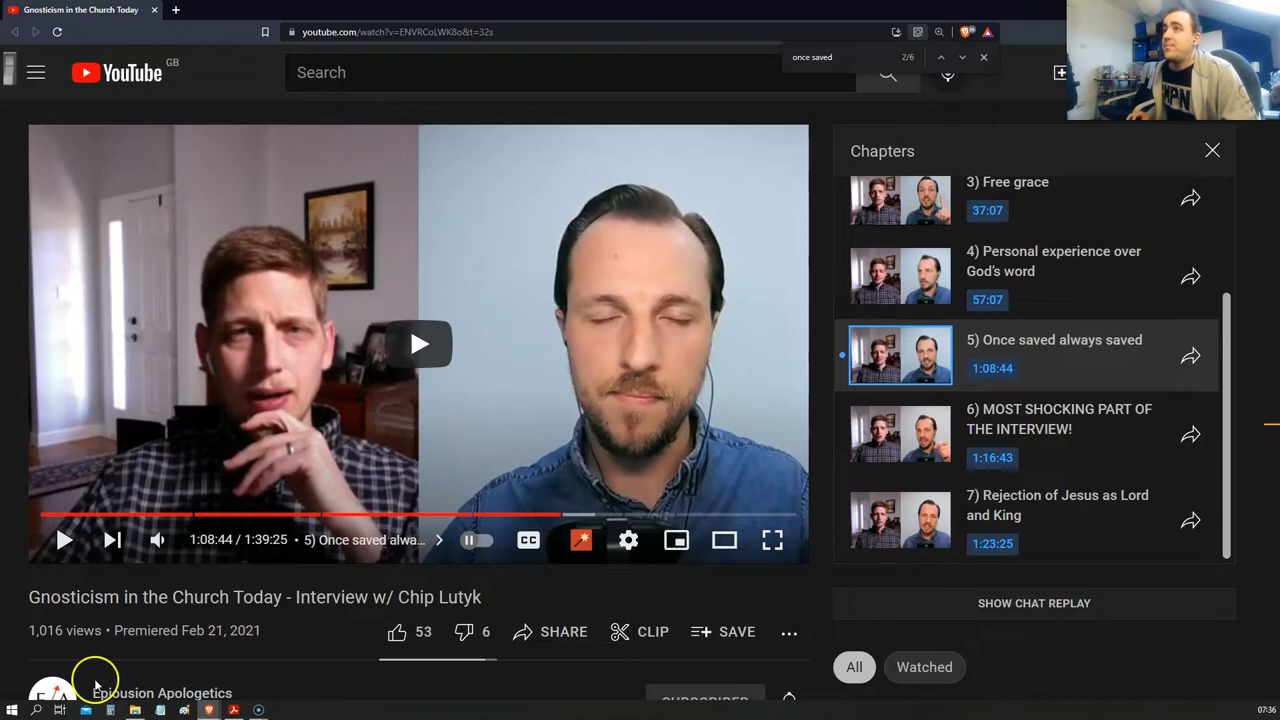 Gnosticism in the Church Today -
youtube.com/watch?v=ENVRCoLWK8o&t=32s
once saved
2/6
YouTube
GB
Search
Chapters
3) Free grace
37:07
4) Personal experience over
God's word
57:07
5) Once saved always saved
1:08:44
6) MOST SHOCKING PART OF
THE INTERVIEW!
1:16:43
7) Rejection of Jesus as Lord
and King
1:23:25
1:08:44 / 1:39:25 • 5) Once saved alwa...
CC
Gnosticism in the Church Today - Interview w/ Chip Lutyk
1,016 views • Premiered Feb 21, 2021
53
6
SHARE
CLIP
SAVE
SHOW CHAT REPLAY
All
Watched
Epiousion Apologetics
SUBSCRIBED
07:36